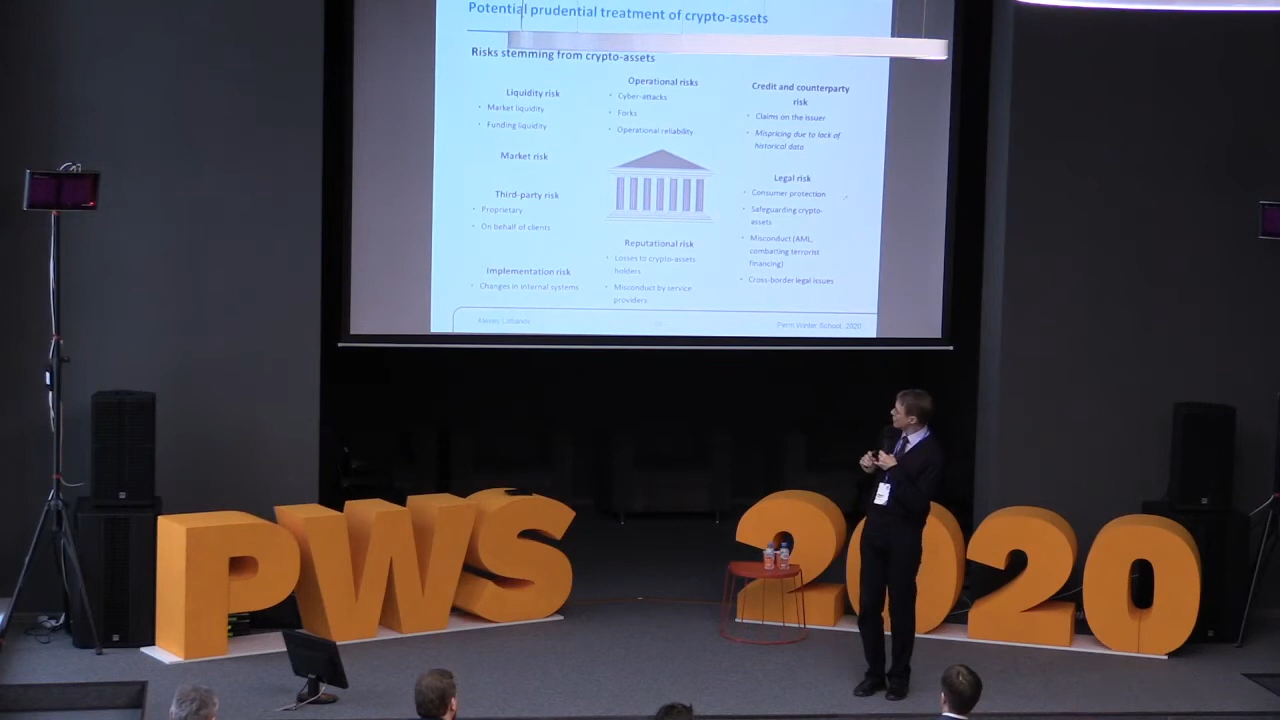 Potential prudential treatment of crypto-assets
Risks stemming from crypto-assets
Liquidity risk
• Market liquidity
• Funding liquidity
Market risk
Third-party risk
• Proprietary
• On behalf of clients
Implementation risk
• Changes in internal systems
Operational risks
• Cyber-attacks
• Forks
• Operational reliability
Reputational risk
• Losses to crypto-assets
holders
• Misconduct by service
providers
Credit and counterparty
risk
• Claims on the issuer
• Mispricing due to lack of
historical data
Legal risk
• Consumer protection
• Safeguarding crypto-
assets
• Misconduct (AML,
combatting terrorist
financing)
• Cross-border legal issues
Perm Winter School, 2020
PWS 2020